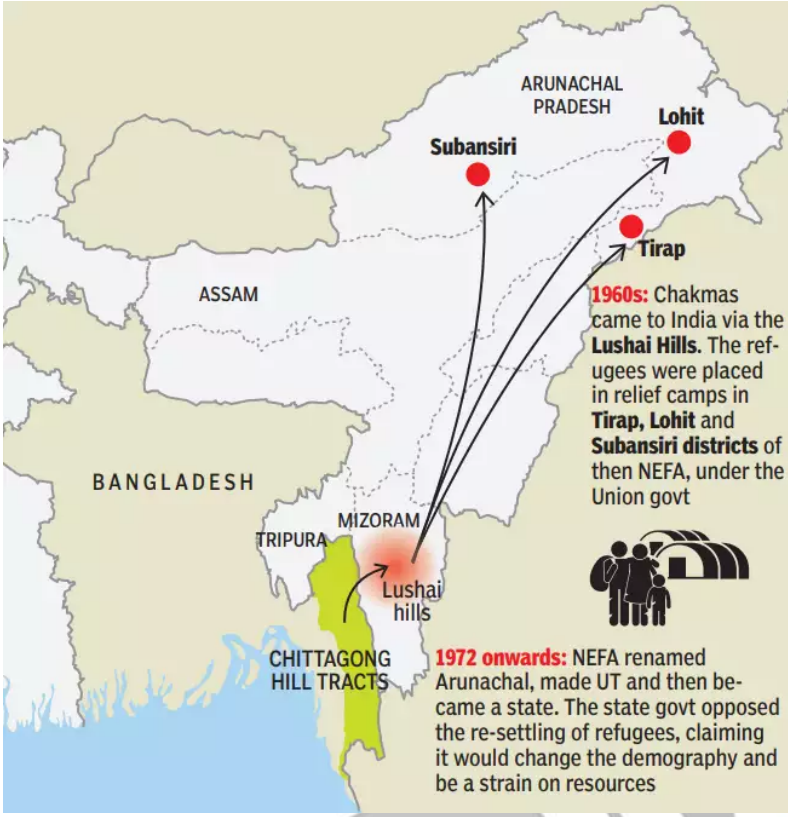 ARUNACHAL
PRADESH
Lohit
Subansiri
Tirap
ASSAM
1960s: Chakmas
came to India via the
Lushai Hills. The ref-
ugees were placed
in relief camps in
Tirap, Lohit and
Subansiri districts of
then NEFA, under the
Union govt
BANGLADESH
MIZORAM
TRIPURA
Lushai
hills
CHITTAGONG
HILL TRACTS
1972 onwards: NEFA renamed
Arunachal, made UT and then be-
came a state. The state govt opposed
the re-settling of refugees, claiming
it would change the demography and
be a strain on resources